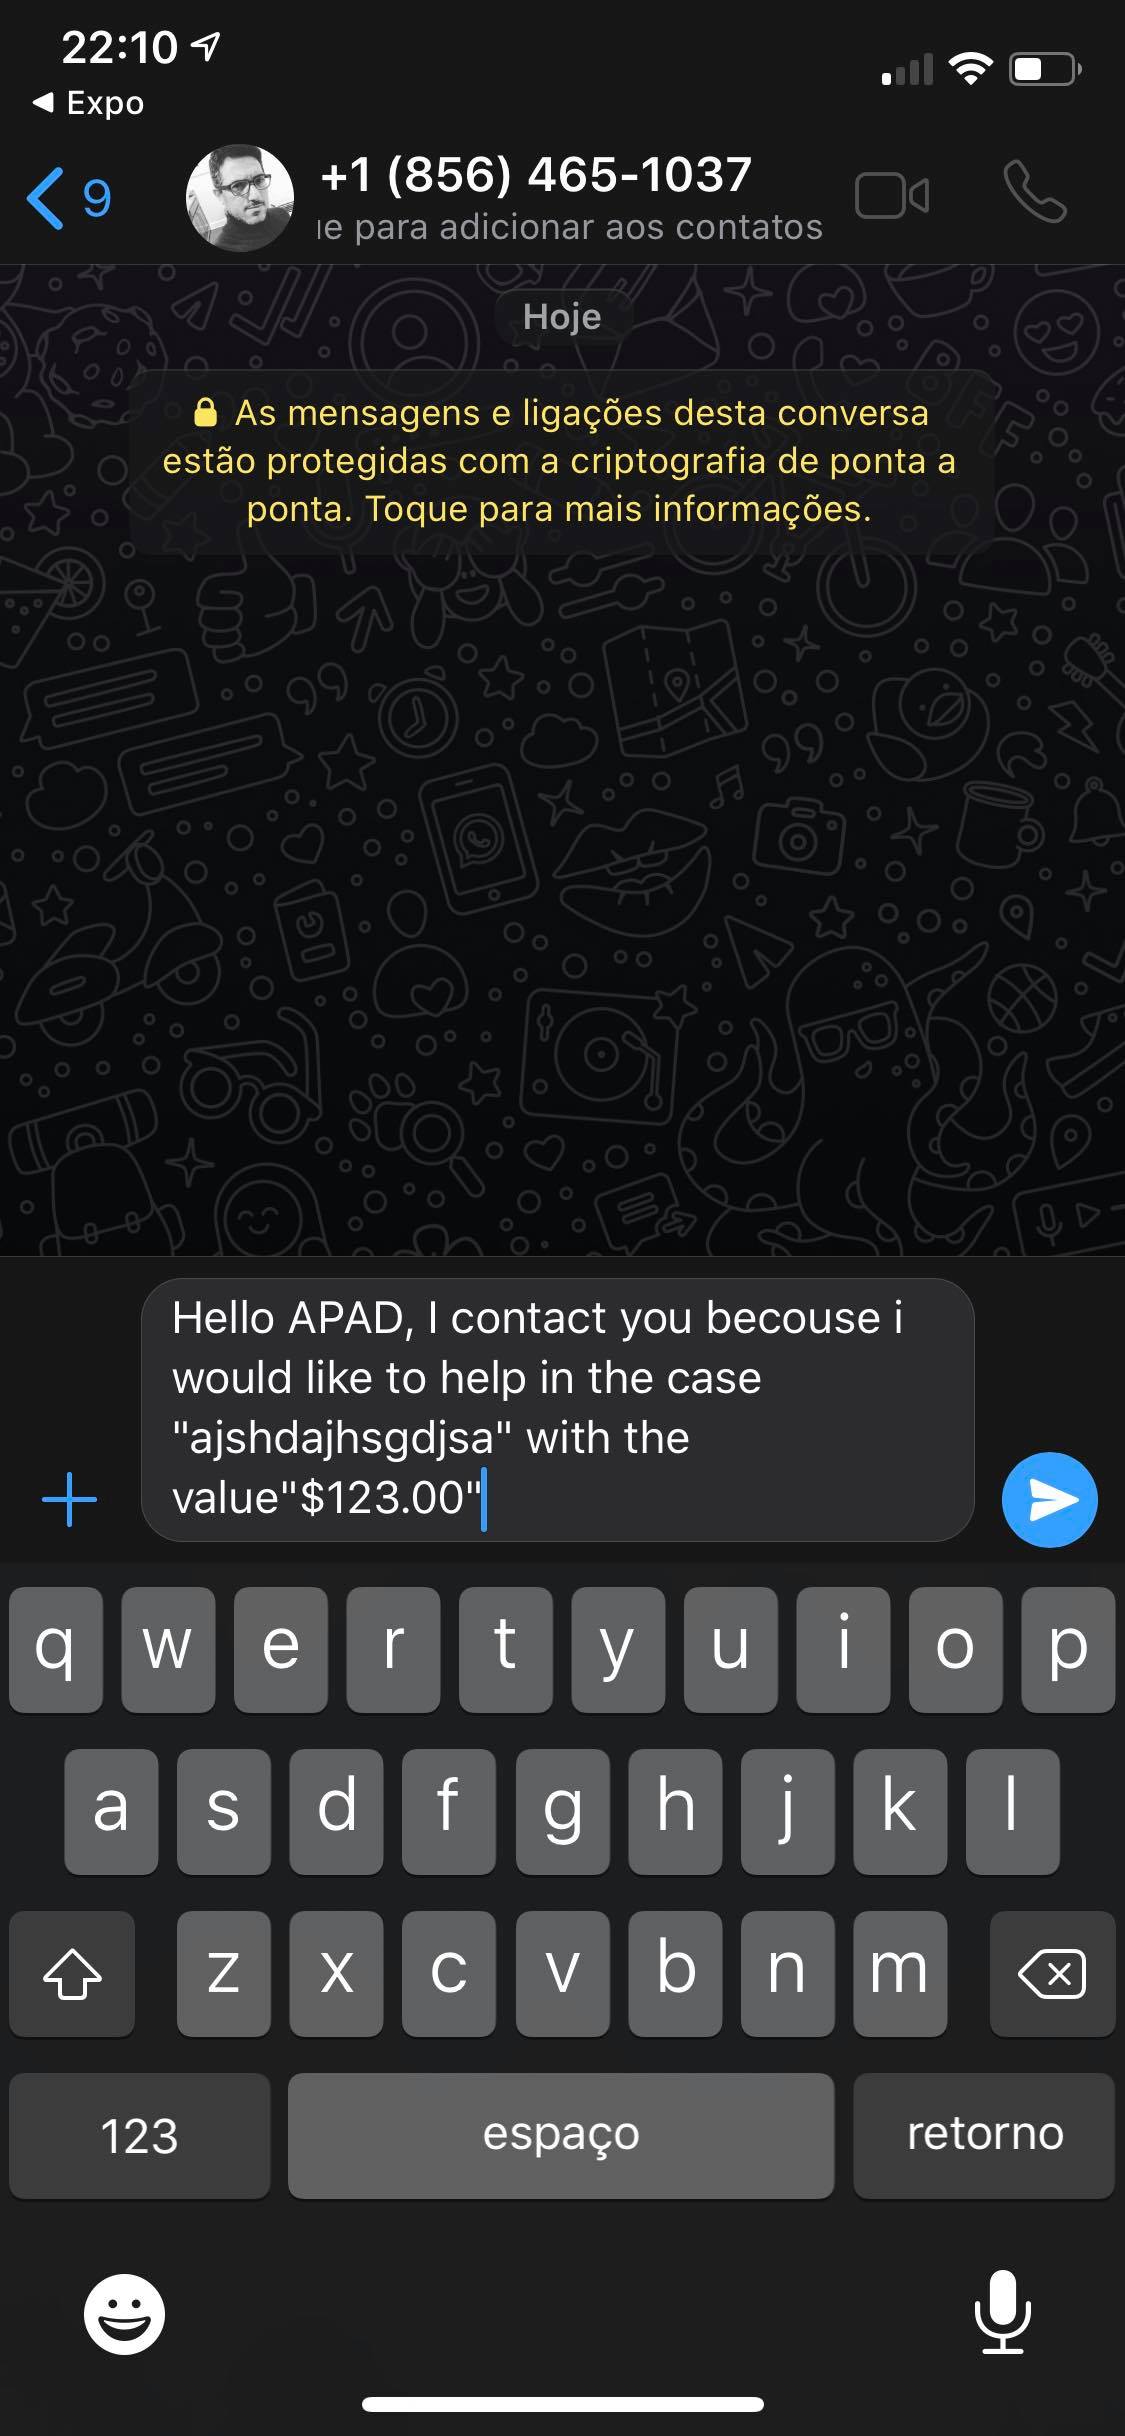 22:10
Expo
9
+1 (856) 465-1037
ue para adicionar aos contatos
Hoje
As mensagens e ligações desta conversa
estão protegidas com a criptografia de ponta a
ponta. Toque para mais informações.
Hello APAD, I contact you becouse i
would like to help in the case
"ajshdajhsgdjsa" with the
value"$123.00"
q w e r t y u i o p
a s d f g h j k l
z x c v b n m
123 espaço retorno